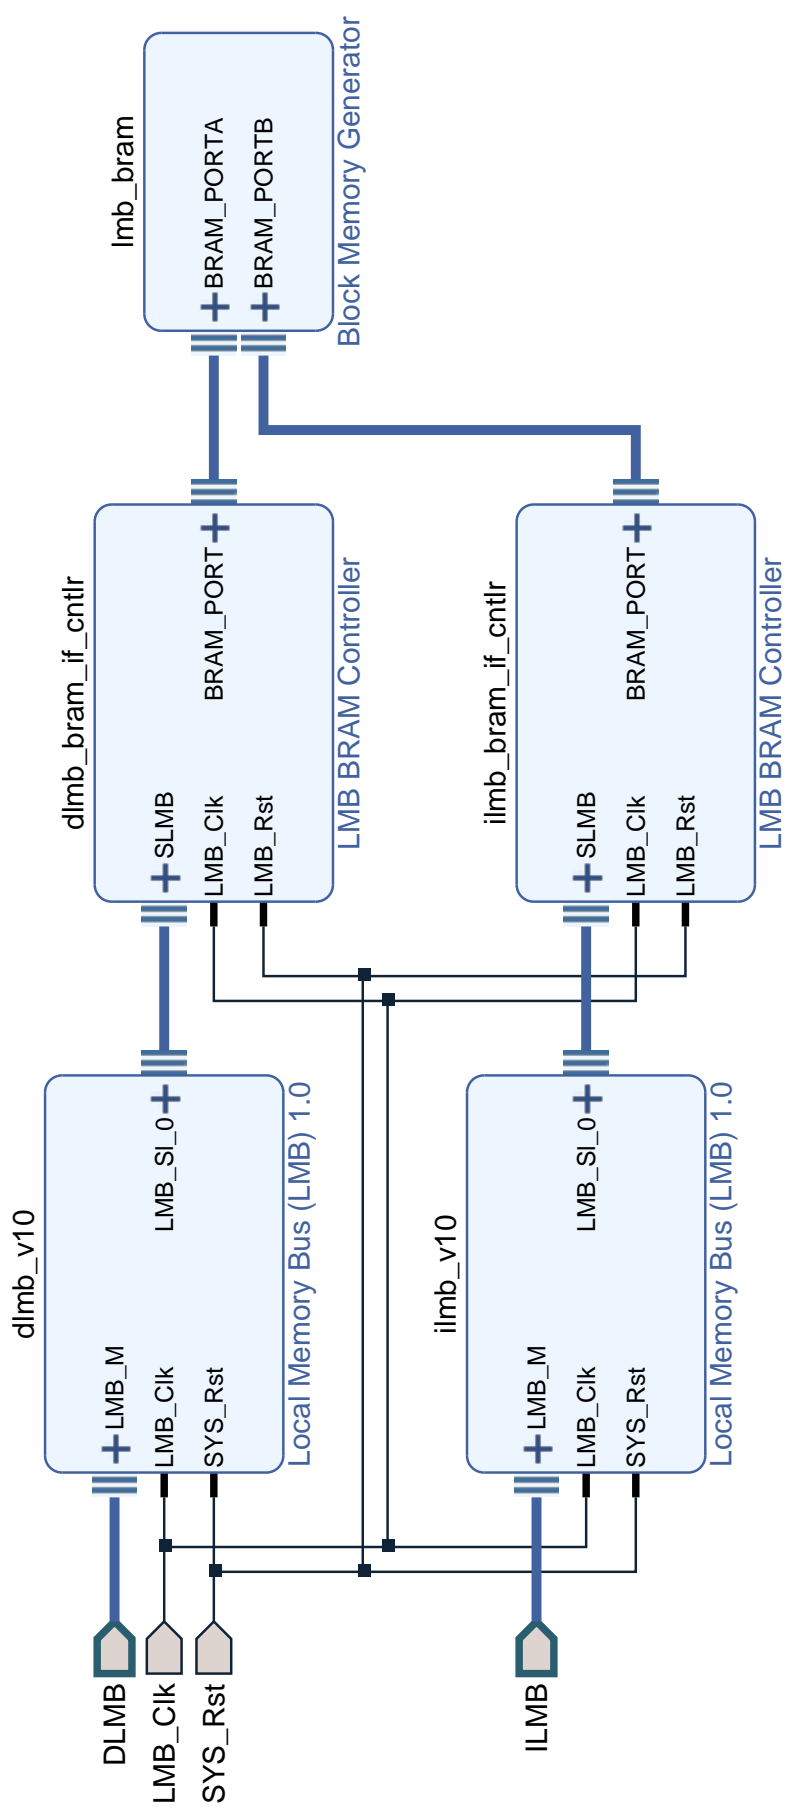 DLMB
LMB_Clk
SYS_Rst
ILMB
dlmb_v10
LMB_M
LMB_Clk
SYS_Rst
LMB_Sl_0
Local Memory Bus (LMB) 1.0
ilmb_v10
LMB_M
LMB_Clk
SYS_Rst
LMB_Sl_0
Local Memory Bus (LMB) 1.0
dlmb_bram_if_cntlr
SLMB
LMB_Clk
LMB_Rst
BRAM_PORT
LMB BRAM Controller
ilmb_bram_if_cntlr
SLMB
LMB_Clk
LMB_Rst
BRAM_PORT
LMB BRAM Controller
lmb_bram
BRAM_PORTA
BRAM_PORTB
Block Memory Generator